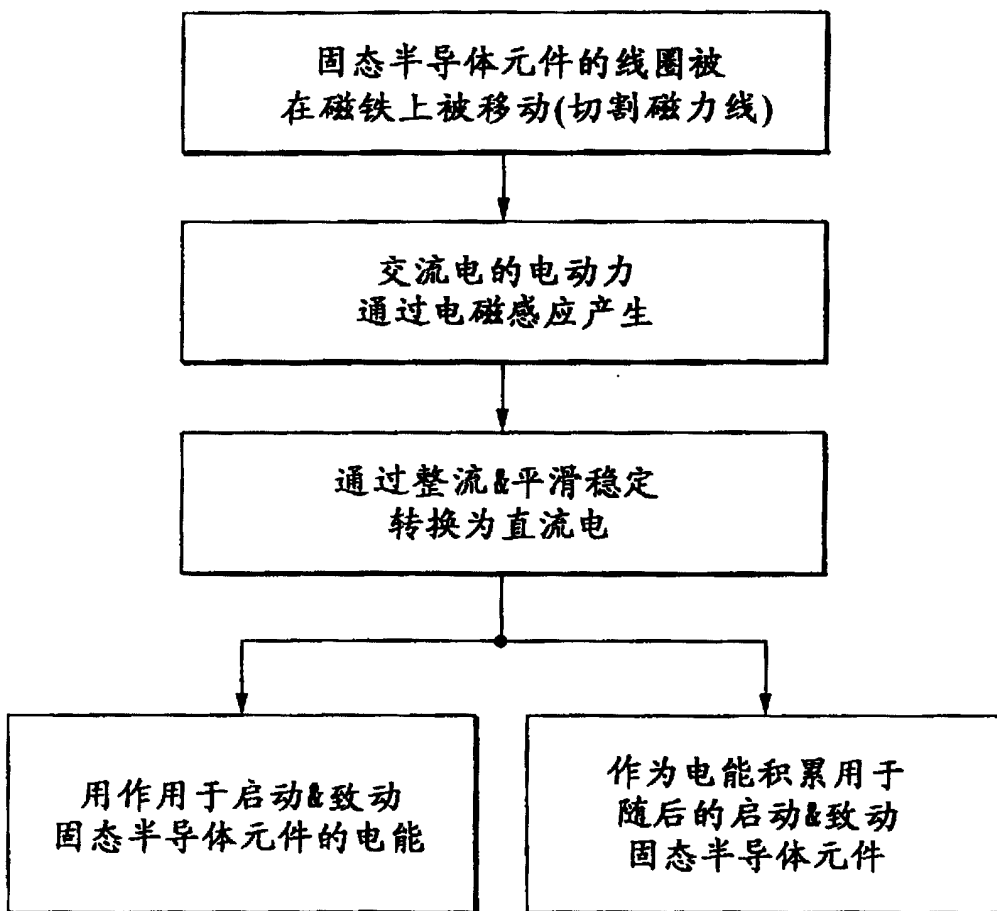 固态半导体元件的线圈被
在磁铁上被移动(切割磁力线)
交流电的电动力
通过电磁感应产生
通过整流&平滑稳定
转换为直流电
用作用于启动&致动
固态半导体元件的电能
作为电能积累用于
随后的启动&致动
固态半导体元件